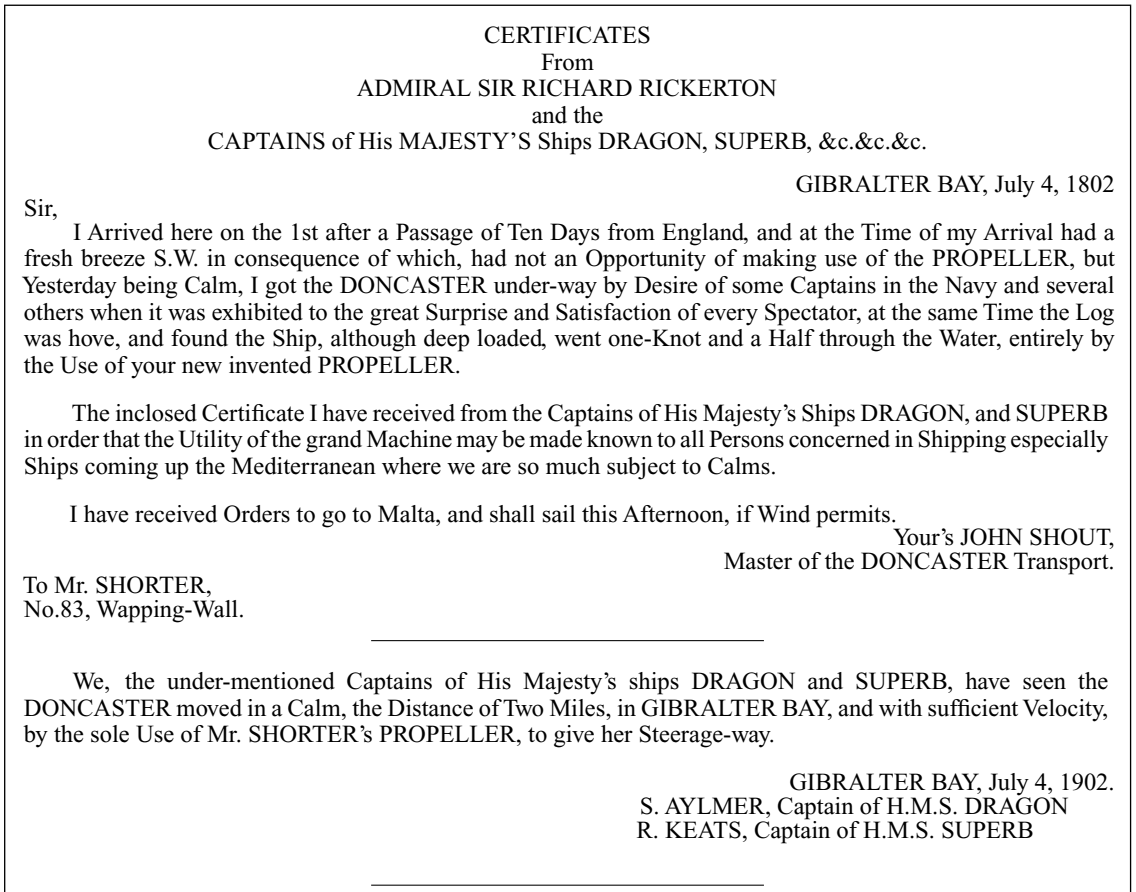 CERTIFICATES
From
ADMIRAL SIR RICHARD RICKERTON
and the
CAPTAINS of His MAJESTY'S Ships DRAGON, SUPERB, &c.&c.&c.
GIBRALTER BAY, July 4, 1802
Sir,
I Arrived here on the 1st after a Passage of Ten Days from England, and at the Time of my Arrival had a
fresh breeze S.W. in consequence of which, had not an Opportunity of making use of the PROPELLER, but
Yesterday being Calm, I got the DONCASTER under-way by Desire of some Captains in the Navy and several
others when it was exhibited to the great Surprise and Satisfaction of every Spectator, at the same Time the Log
was hove, and found the Ship, although deep loaded, went one-Knot and a Half through the Water, entirely by
the Use of your new invented PROPELLER.
The inclosed Certificate I have received from the Captains of His Majesty's Ships DRAGON, and SUPERB
in order that the Utility of the grand Machine may be made known to all Persons concerned in Shipping especially
Ships coming up the Mediterranean where we are so much subject to Calms.
I have received Orders to go to Malta, and shall sail this Afternoon, if Wind permits.
Your's JOHN SHOUT,
Master of the DONCASTER Transport.
To Mr. SHORTER,
No.83, Wapping-Wall.
We, the under-mentioned Captains of His Majesty's ships DRAGON and SUPERB, have seen the
DONCASTER moved in a Calm, the Distance of Two Miles, in GIBRALTER BAY, and with sufficient Velocity,
by the sole Use of Mr. SHORTER's PROPELLER, to give her Steerage-way.
GIBRALTER BAY, July 4, 1902.
S. AYLMER, Captain of H.M.S. DRAGON
R. KEATS, Captain of H.M.S. SUPERB